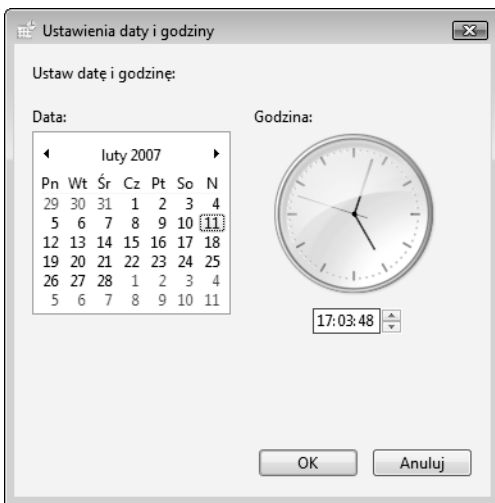 Ustawienia daty i godziny
Ustaw datę i godzinę:
Data:
Godzina:
luty 2007
Pn Wt Śr Cz Pt So N
29 30 31 1 2 3 4
5 6 7 8 9 10 11
12 13 14 15 16 17 18
19 20 21 22 23 24 25
26 27 28 1 2 3 4
5 6 7 8 9 10 11
17:03:48
OK
Anuluj